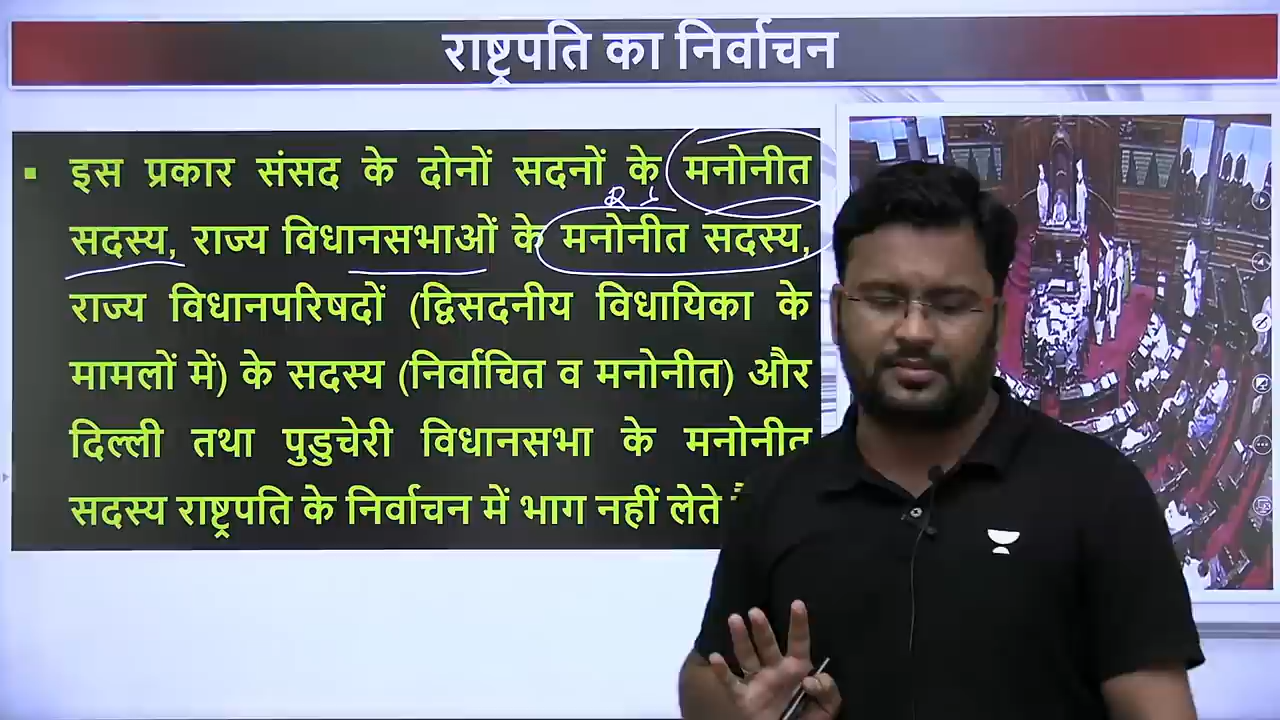 राष्ट्रपति का निर्वाचन
इस प्रकार संसद के दोनों सदनों के मनोनीत
सदस्य, राज्य विधानसभाओं के मनोनीत सदस्य,
राज्य विधानपरिषदों (द्विसदनीय विधायिका के
मामलों में) के सदस्य (निर्वाचित व मनोनीत) और
दिल्ली तथा पुडुचेरी विधानसभा के मनोनीत
सदस्य राष्ट्रपति के निर्वाचन में भाग नहीं लेते